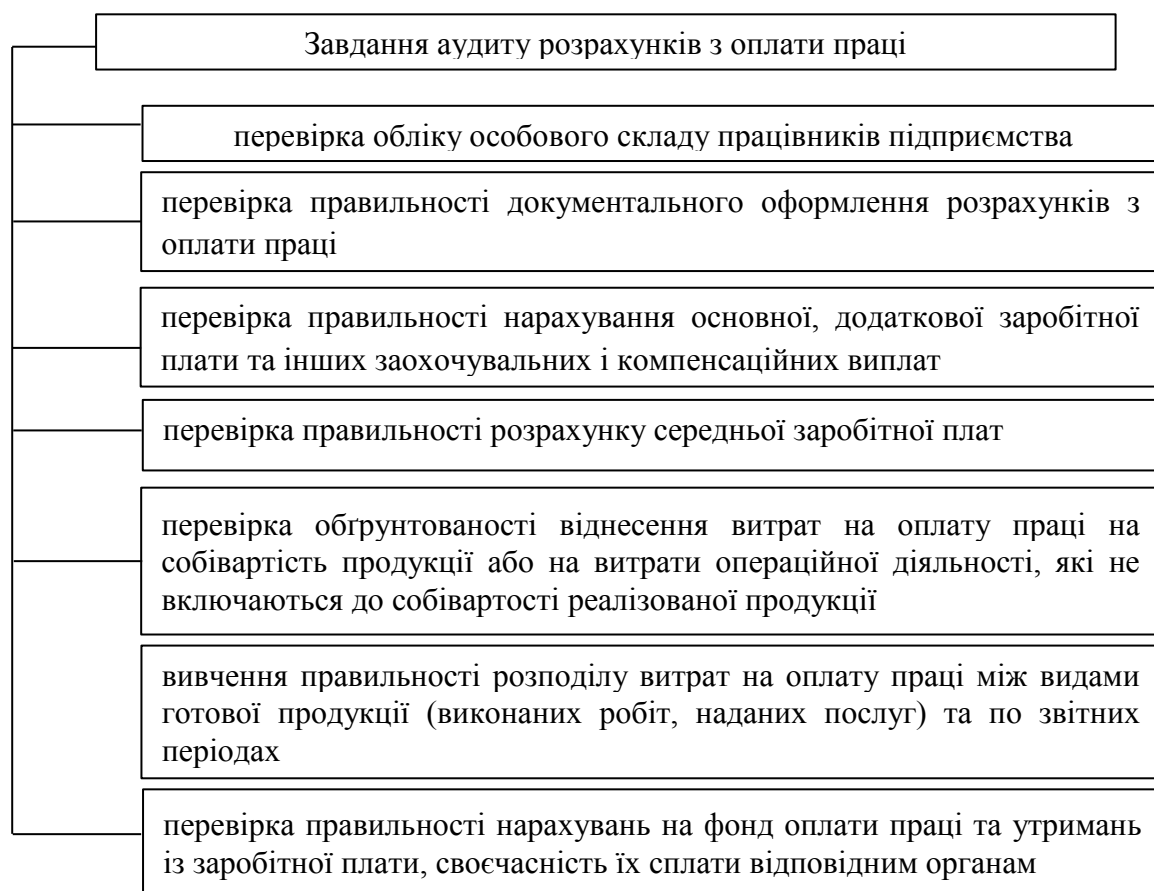 Завдання аудиту розрахунків з оплати праці
перевірка обліку особового складу працівників підприємства
перевірка правильності документального оформлення розрахунків з
оплати праці
перевірка правильності нарахування основної, додаткової заробітної
плати та інших заохочувальних і компенсаційних виплат
перевірка правильності розрахунку середньої заробітної плат
перевірка обґрунтованості віднесення витрат на оплату праці на
собівартість продукції або на витрати операційної діяльності, які не
включаються до собівартості реалізованої продукції
вивчення правильності розподілу витрат на оплату праці між видами
готової продукції (виконаних робіт, наданих послуг) та по звітних
періодах
перевірка правильності нарахувань на фонд оплати праці та утримань
із заробітної плати, своєчасність їх сплати відповідним органам